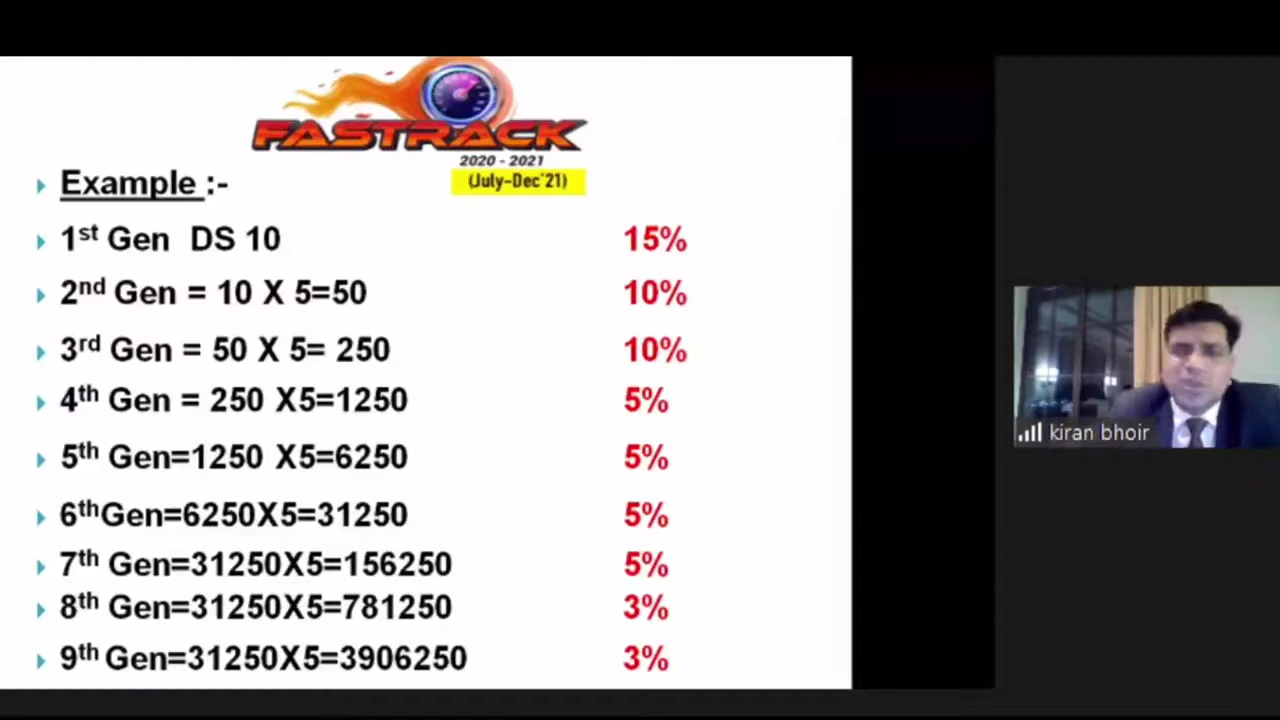 FASTRACK
2020 - 2021
(July-Dec'21)
Example :-
1st Gen DS 10 15%
2nd Gen = 10 X 5=50 10%
3rd Gen = 50 X 5= 250 10%
4th Gen = 250 X5=1250 5%
5th Gen=1250 X5=6250 5%
6thGen=6250X5=31250 5%
7th Gen=31250X5=156250 5%
8th Gen=31250X5=781250 3%
9th Gen=31250X5=3906250 3%
kiran bhoir